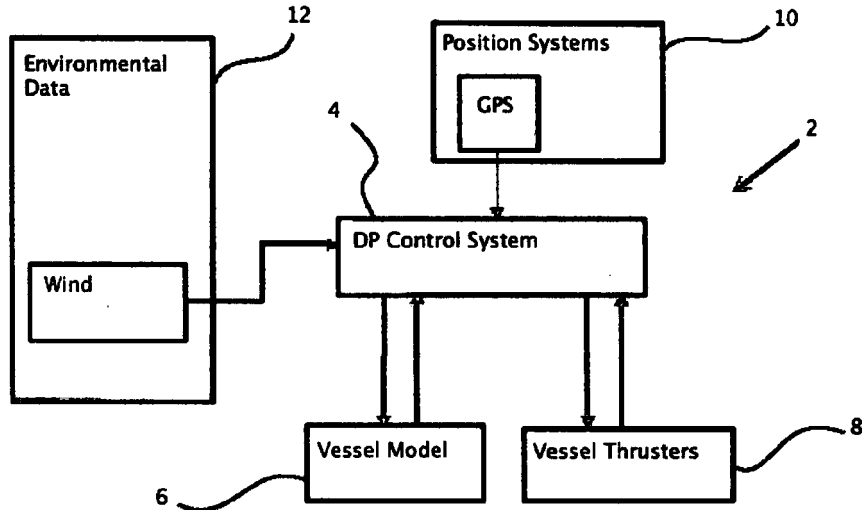 12
Environmental
Data
Position Systems
10
GPS
4
2
DP Control System
Wind
Vessel Model
Vessel Thrusters
8
6